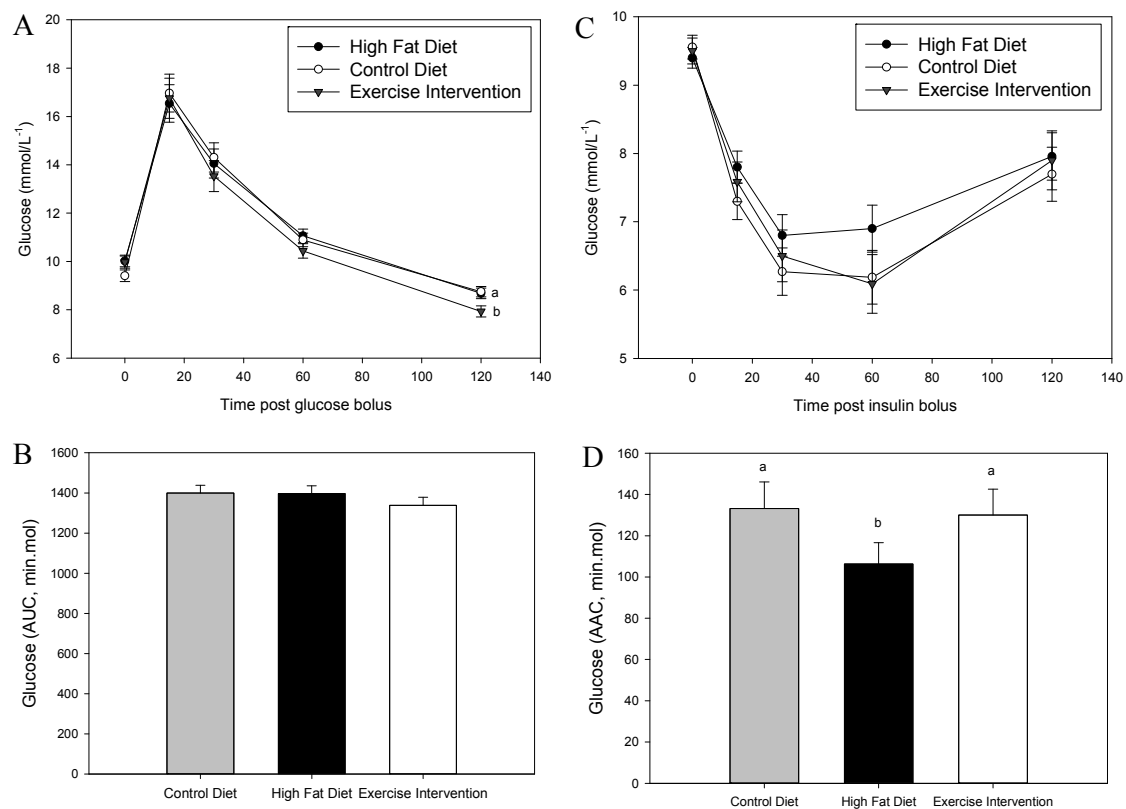 A
High Fat Diet
Control Diet
Exercise Intervention
Glucose (mmol/L⁻¹)
20
18
16
14
12
10
8
6
a
b
0 20 40 60 80 100 120 140
Time post glucose bolus
C
High Fat Diet
Control Diet
Exercise Intervention
Glucose (mmol/L⁻¹)
10
9
8
7
6
5
0 20 40 60 80 100 120 140
Time post insulin bolus
B
Glucose (AUC, min.mol)
1600
1400
1200
1000
800
600
400
200
0
Control Diet High Fat Diet Exercise Intervention
D
Glucose (AAC, min.mol)
160
140
120
100
80
60
40
20
0
a
b
a
Control Diet High Fat Diet Exercise Intervention